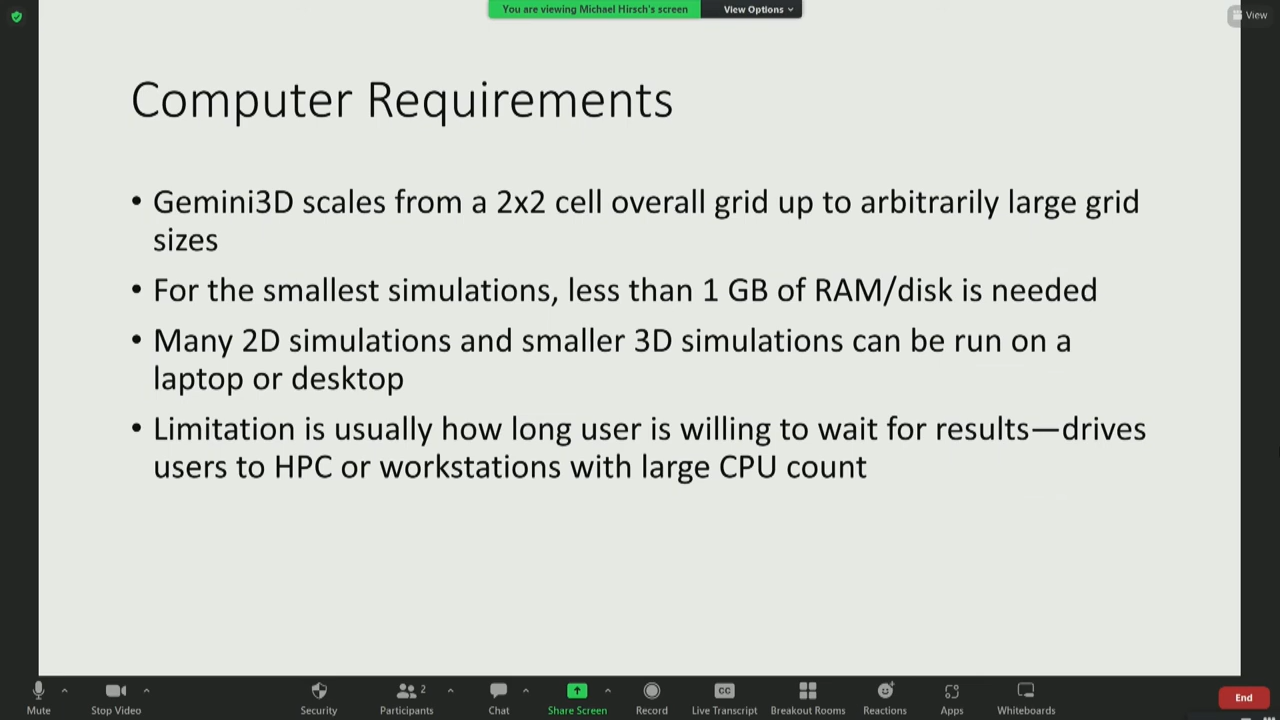 You are viewing Michael Hirsch's screen
View Options
View
Computer Requirements
• Gemini3D scales from a 2x2 cell overall grid up to arbitrarily large grid
sizes
• For the smallest simulations, less than 1 GB of RAM/disk is needed
• Many 2D simulations and smaller 3D simulations can be run on a
laptop or desktop
• Limitation is usually how long user is willing to wait for results—drives
users to HPC or workstations with large CPU count
2
CC
End
Mute
Stop Video
Security
Participants
Chat
Share Screen
Record
Live Transcript
Breakout Rooms
Reactions
Apps
Whiteboards